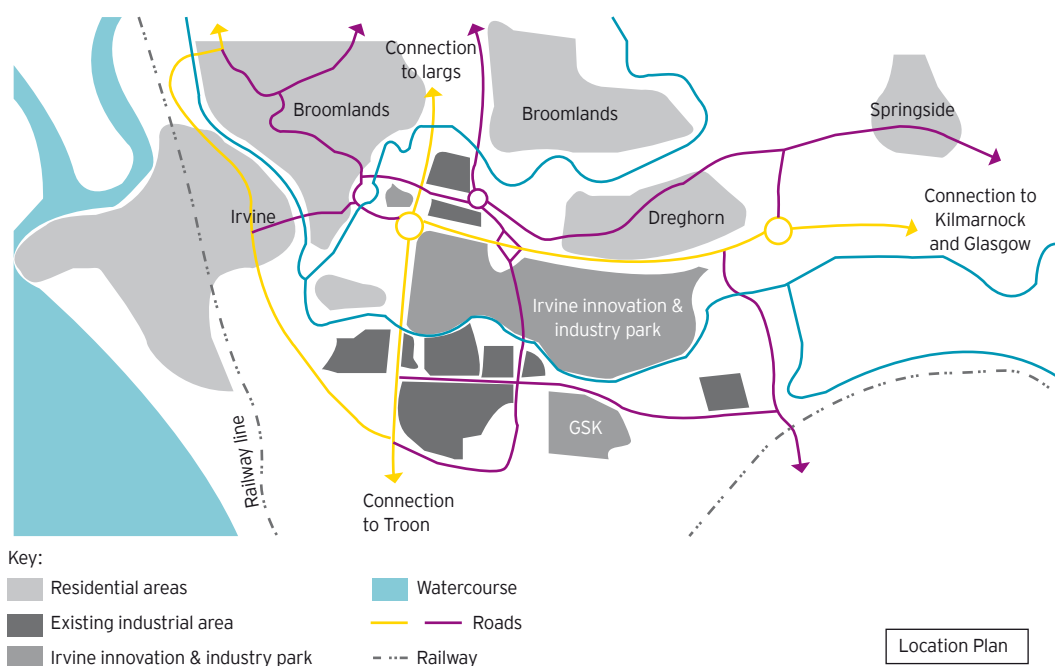 Connection
to largs
Broomlands
Broomlands
Springside
Irvine
Dreghorn
Connection to
Kilmarnock
and Glasgow
Irvine innovation &
industry park
GSK
Railway line
Connection
to Troon
Key:
Residential areas
Existing industrial area
Irvine innovation & industry park
Watercourse
Roads
Railway
Location Plan